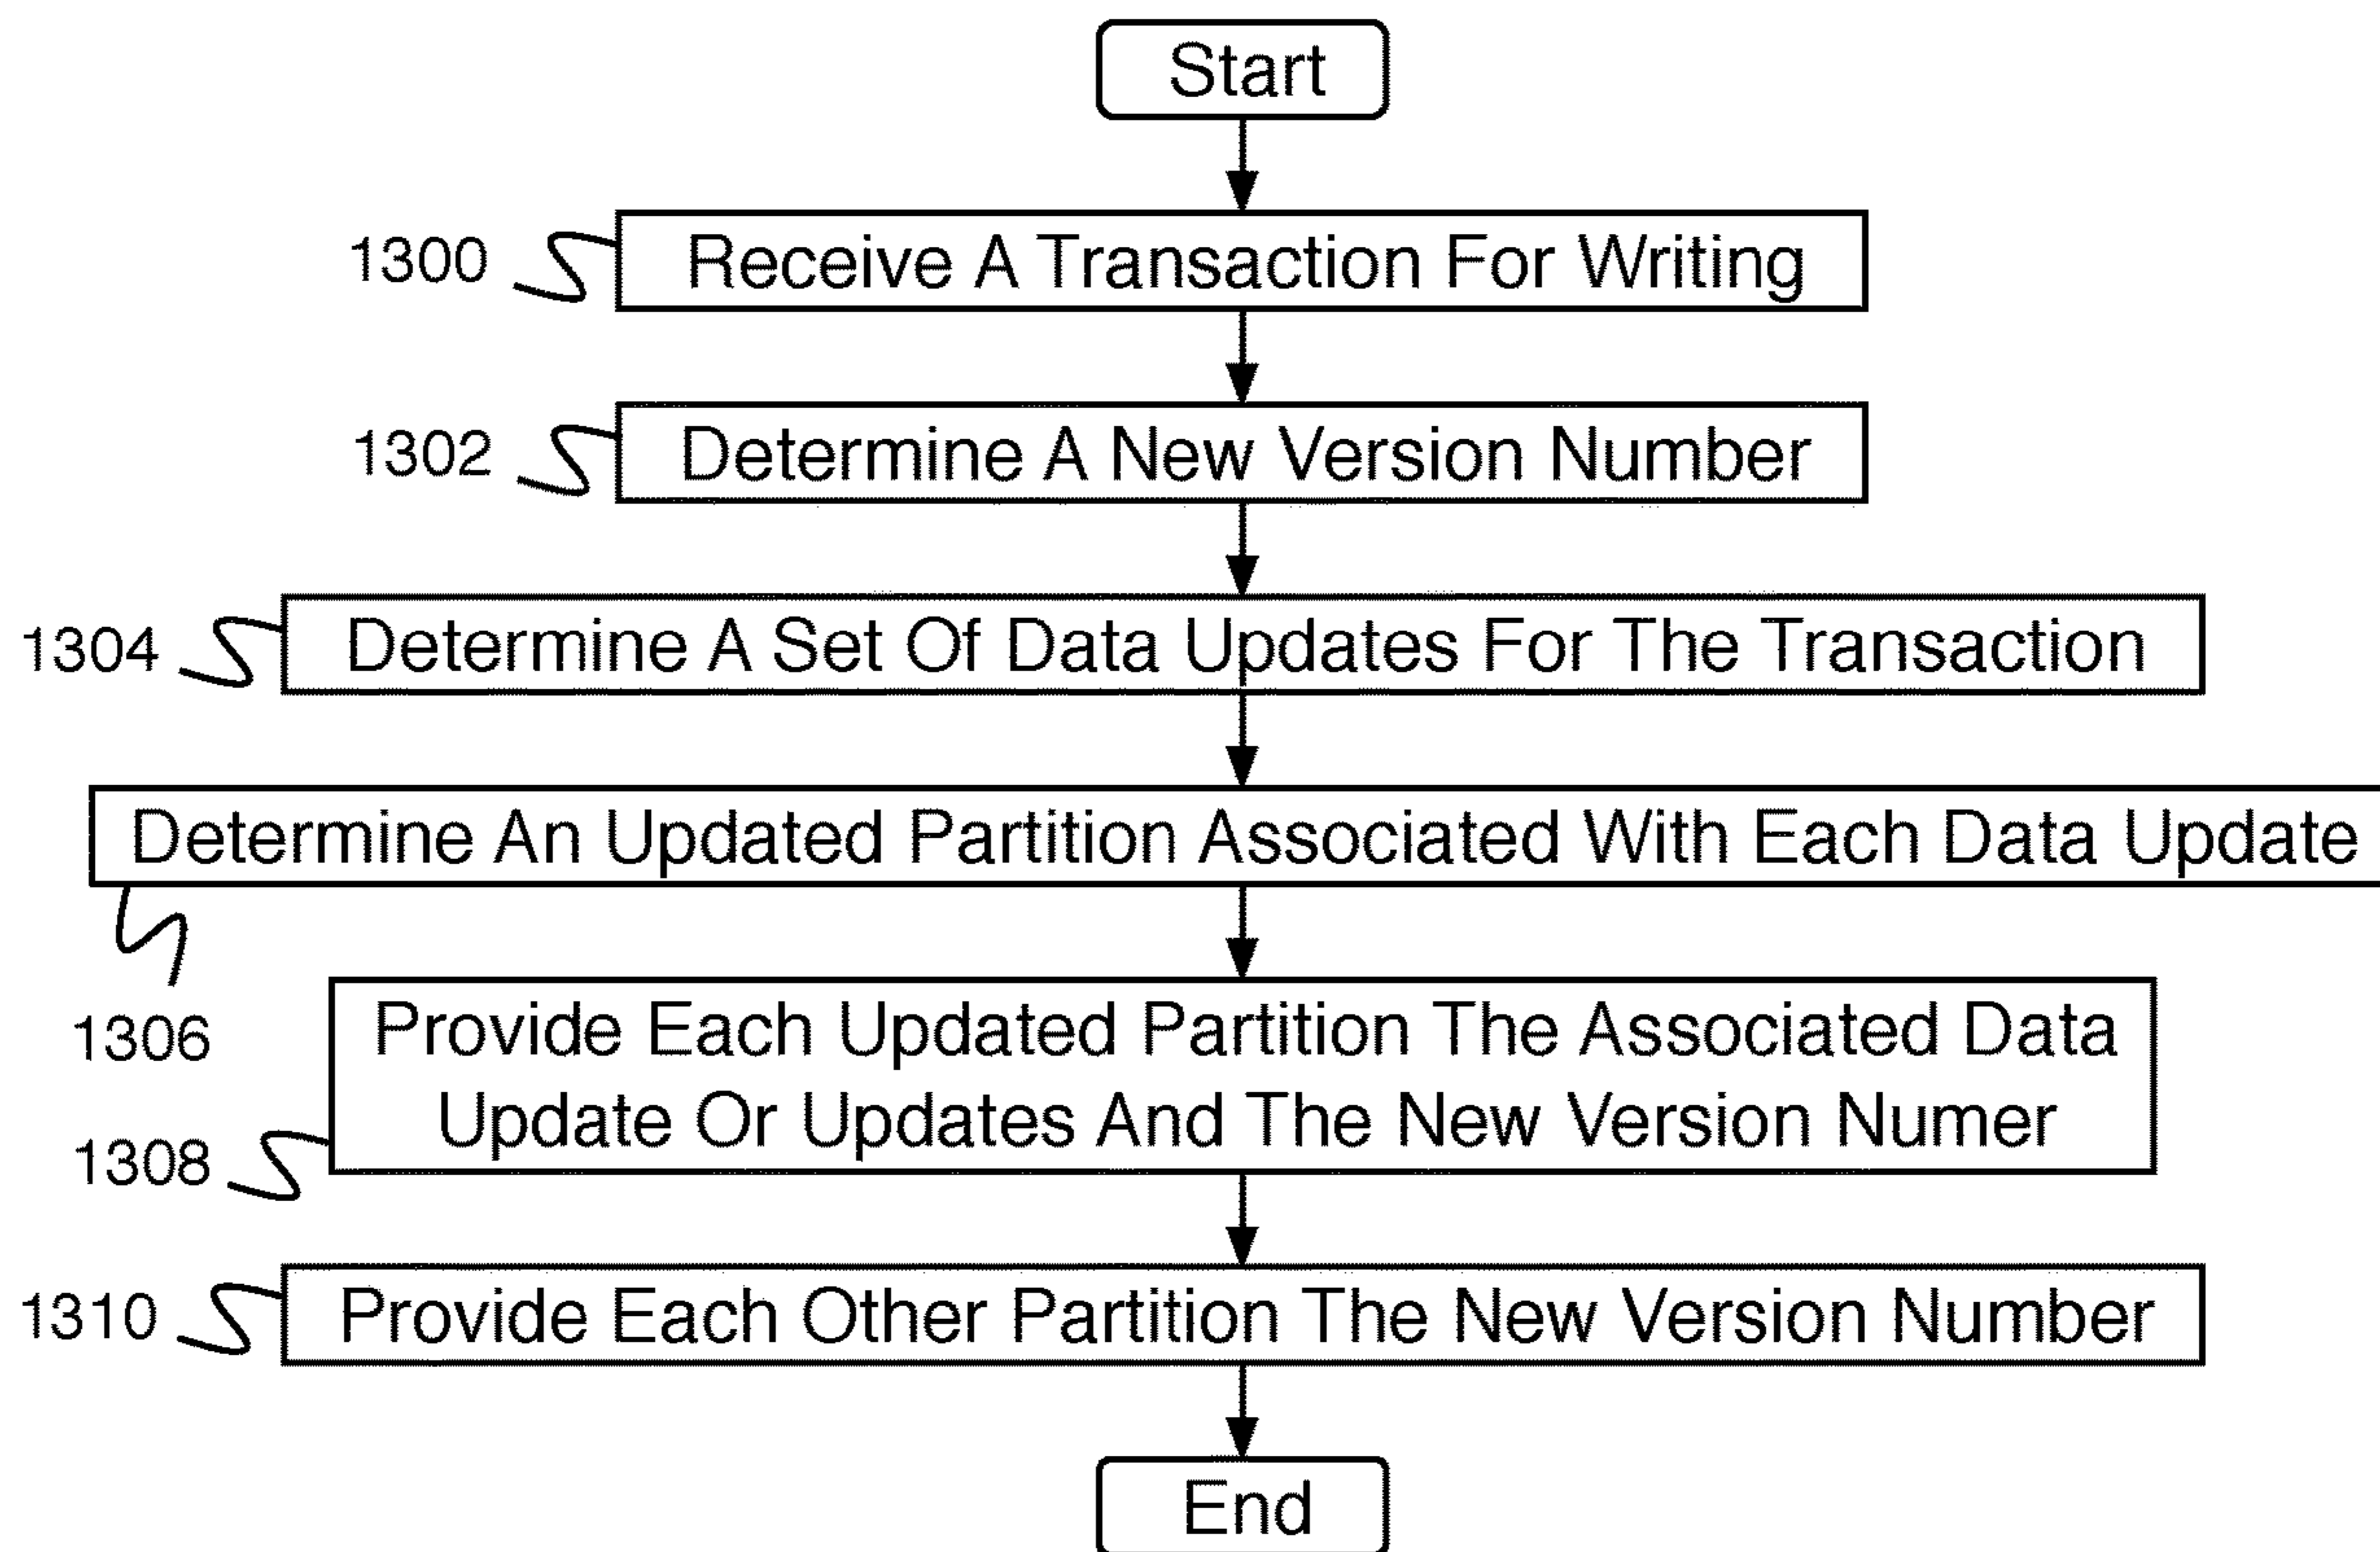 Start
1300
Receive A Transaction For Writing
1302
Determine A New Version Number
1304
Determine A Set Of Data Updates For The Transaction
Determine An Updated Partition Associated With Each Data Update
1306
Provide Each Updated Partition The Associated Data
Update Or Updates And The New Version Numer
1308
1310
Provide Each Other Partition The New Version Number
End